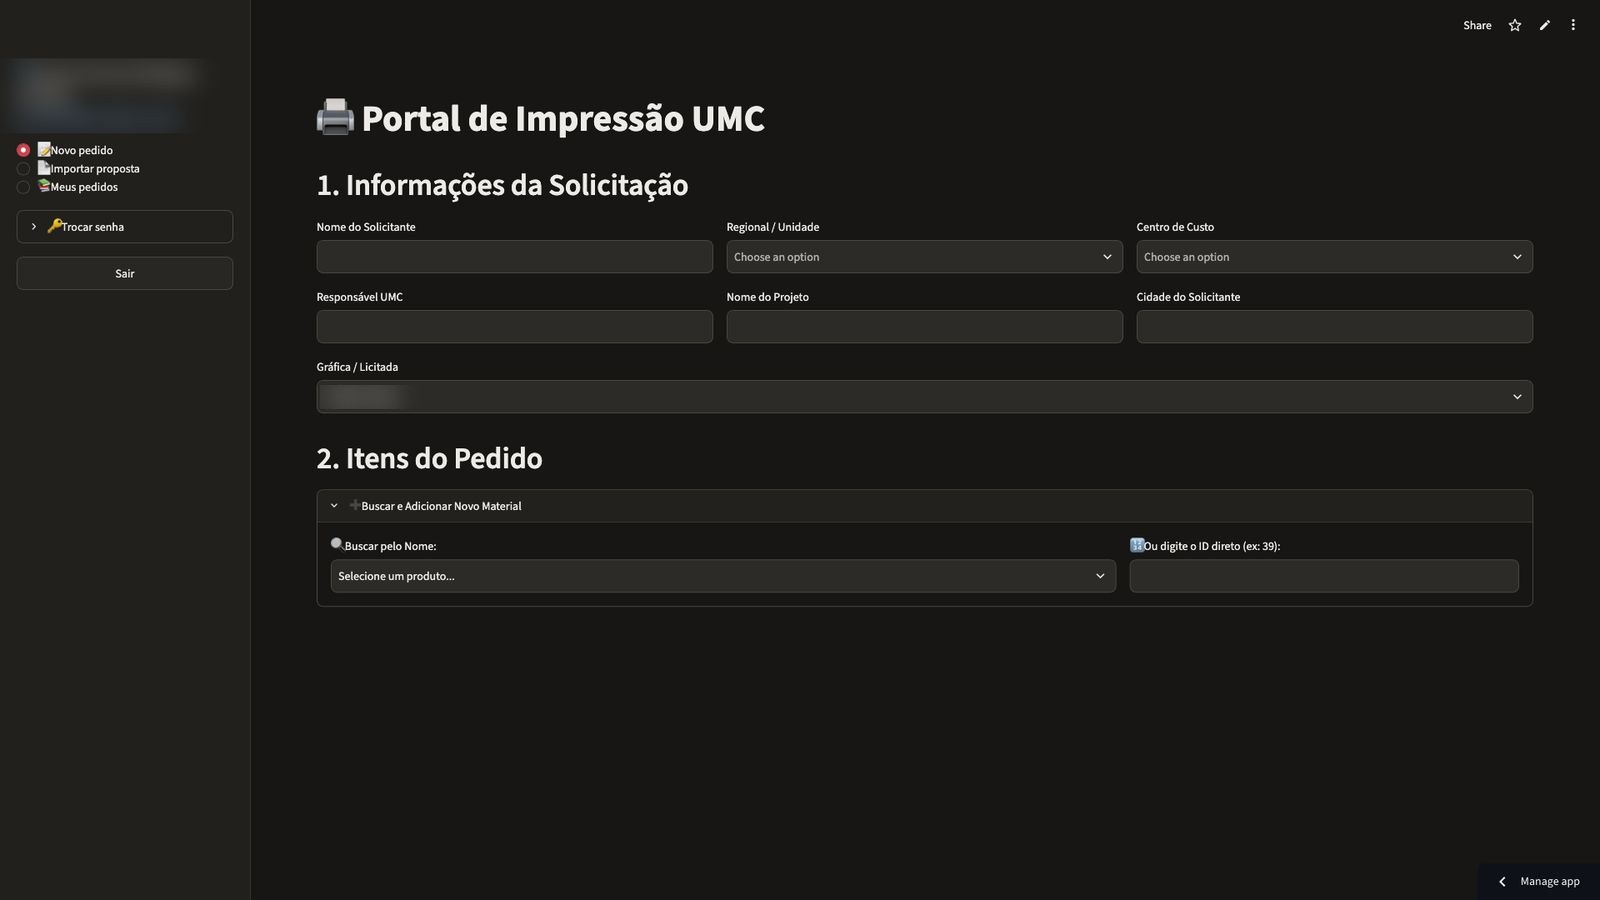 Share
Novo pedido
Importar proposta
Meus pedidos
Trocar senha
Sair
Portal de Impressão UMC
1. Informações da Solicitação
Nome do Solicitante Regional / Unidade Centro de Custo
Choose an option Choose an option
Responsável UMC Nome do Projeto Cidade do Solicitante
Gráfica / Licitada
2. Itens do Pedido
Buscar e Adicionar Novo Material
Buscar pelo Nome: Ou digite o ID direto (ex: 39):
Selecione um produto...
Manage app